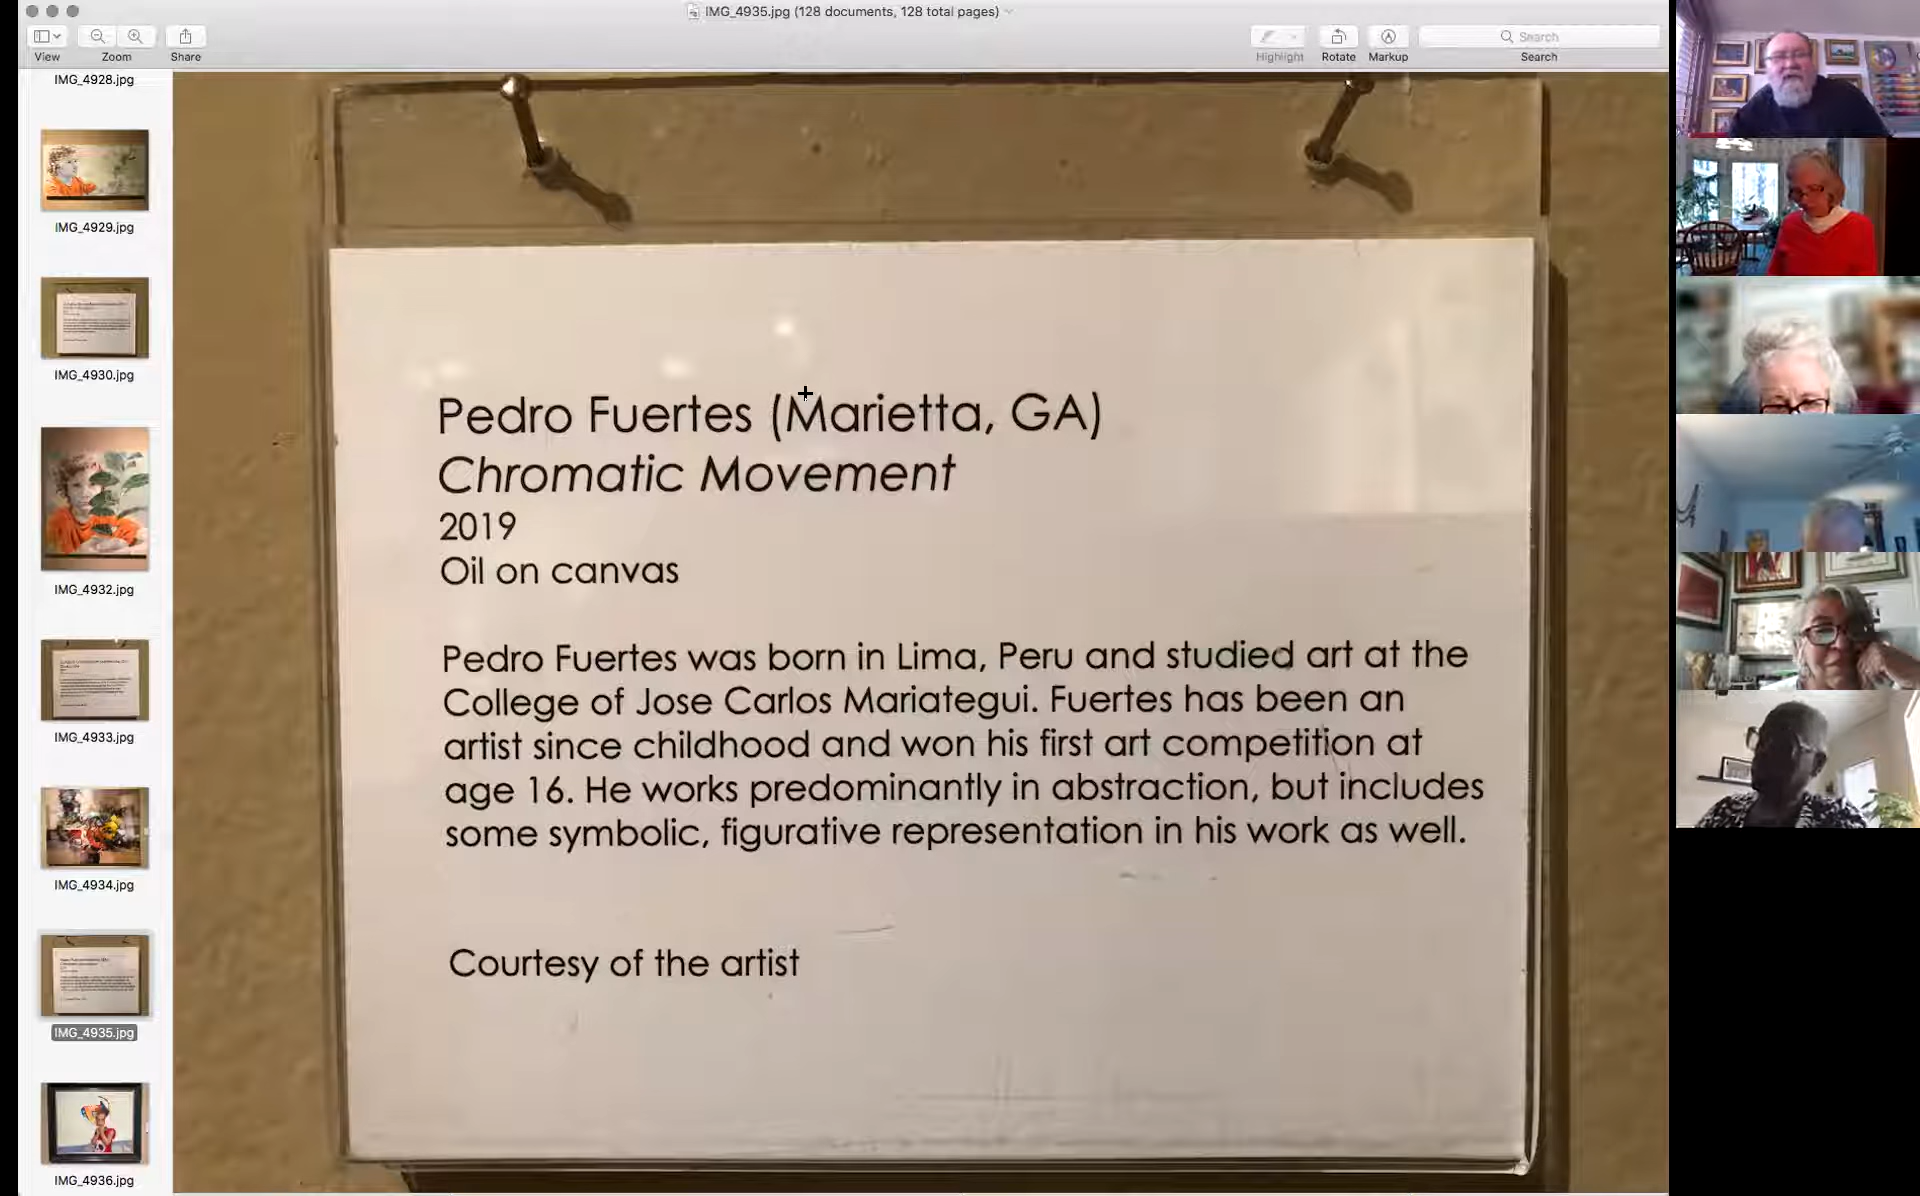 IMG_4935.jpg (128 documents, 128 total pages)
View
Zoom
Share
Highlight
Rotate
Markup
Search
Search
IMG_4928.jpg
IMG_4929.jpg
IMG_4930.jpg
IMG_4932.jpg
IMG_4933.jpg
IMG_4934.jpg
IMG_4935.jpg
IMG_4936.jpg
Pedro Fuertes (Marietta, GA)
Chromatic Movement
2019
Oil on canvas
Pedro Fuertes was born in Lima, Peru and studied art at the
College of Jose Carlos Mariategui. Fuertes has been an
artist since childhood and won his first art competition at
age 16. He works predominantly in abstraction, but includes
some symbolic, figurative representation in his work as well.
Courtesy of the artist